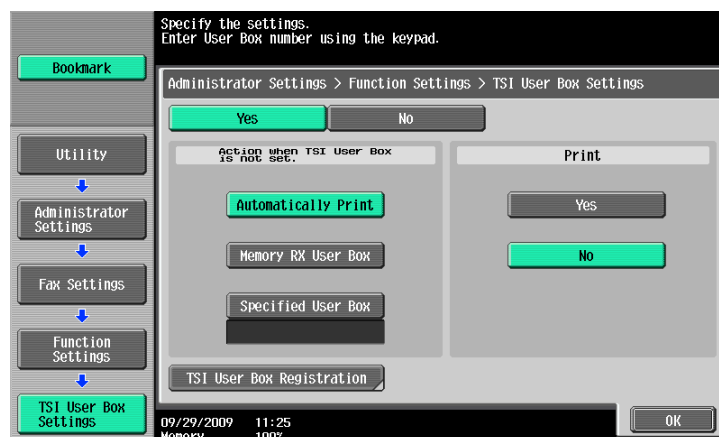 Specify the settings.
Enter User Box number using the keypad.
Bookmark
Administrator Settings > Function Settings > TSI User Box Settings
Yes
No
Action when TSI User Box
is not set.
Print
Utility
Automatically Print
Yes
Administrator
Settings
Memory RX User Box
No
Fax Settings
Specified User Box
Function
Settings
TSI User Box Registration
TSI User Box
Settings
09/29/2009 11:25
OK
Memory 100%